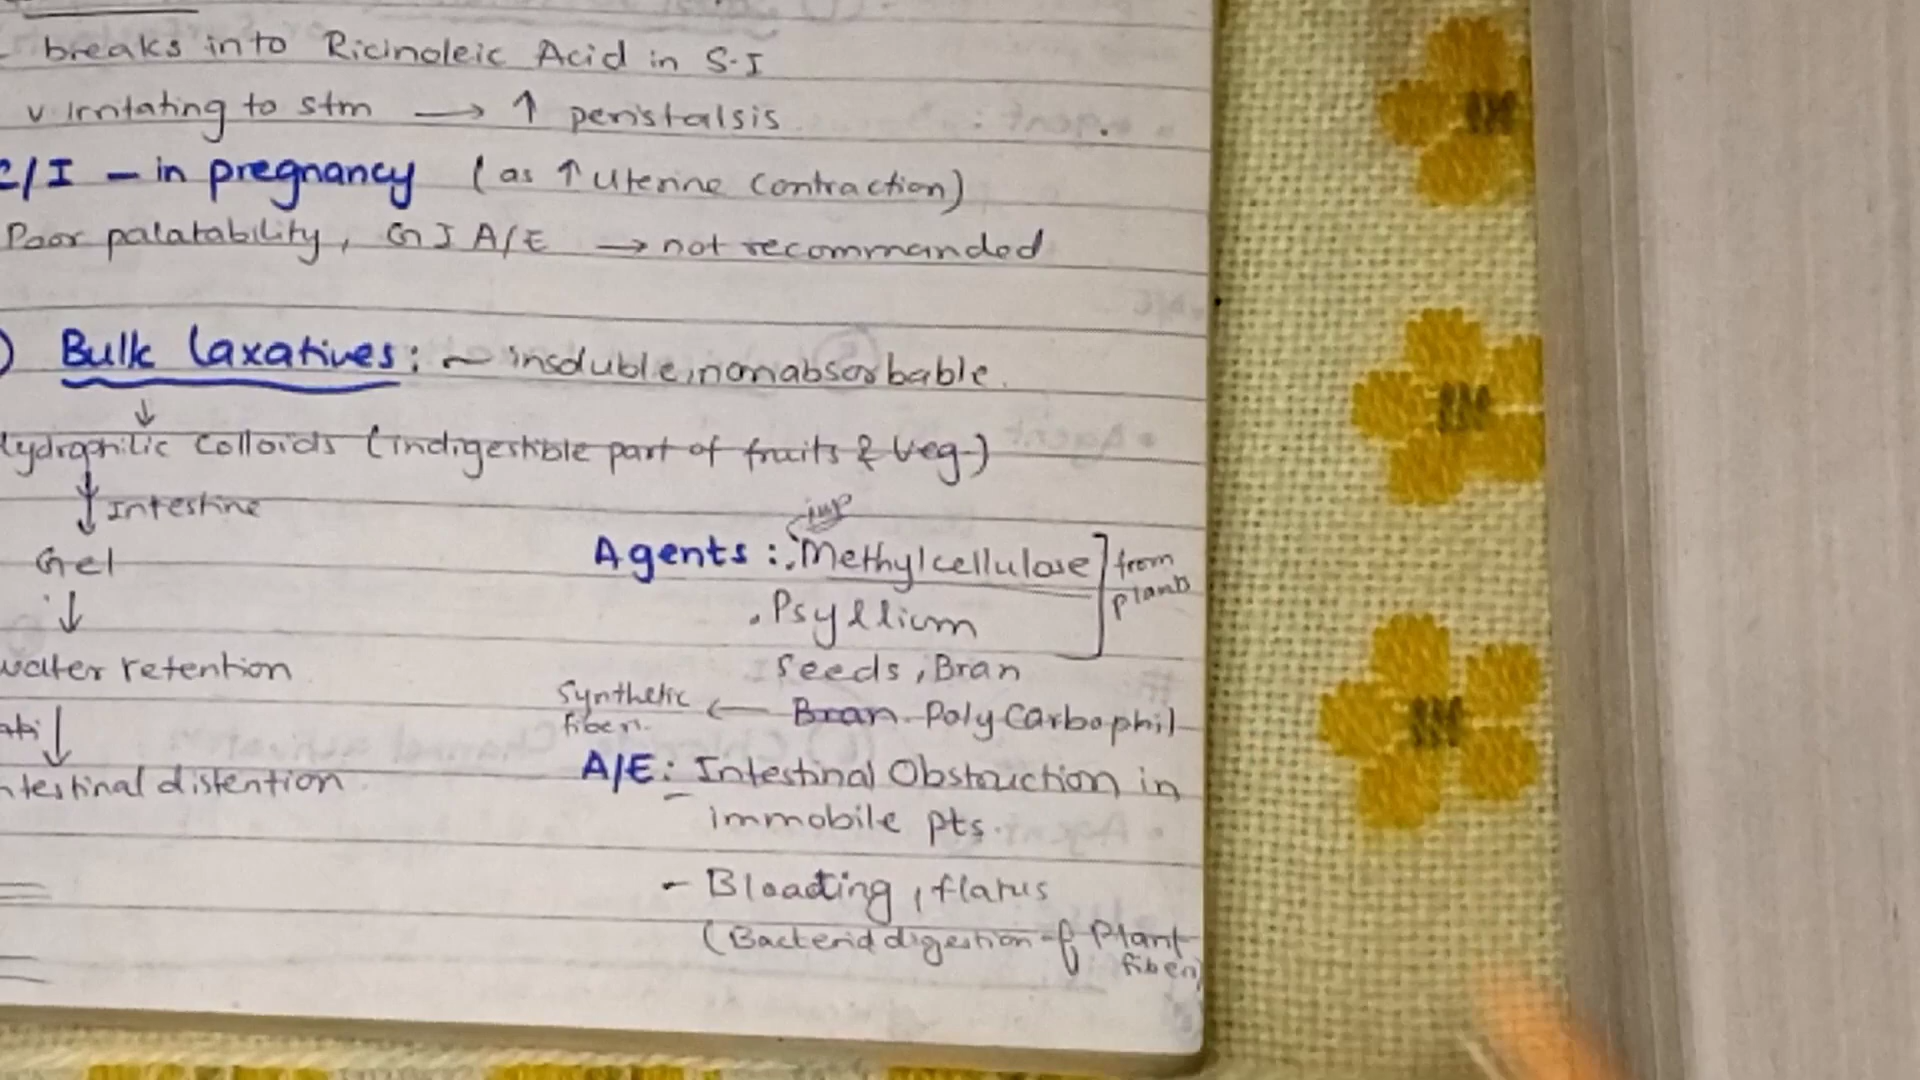 breaks into Ricinoleic Acid in S.I
v irritating to stm → ↑ peristalsis
C/I - in pregnancy (as ↑ Uterine Contraction)
Poor palatability, GI A/E → not recommanded
Bulk laxatives: ~ insoluble, nonabsorbable.
↓
Hydrophilic Colloids (indigestible part of fruits & Veg.)
↓ Intestine
Gel
↓
water retention
↓
intestinal distention
imp
Agents: . Methylcellulose ] from plants
. Psyllium
Seeds, Bran
Synthetic fibers. ← Bran. Poly Carbophil
A/E: Intestinal Obstruction in
immobile pts.
- Bloating, flatus
(Bacterial digestion of Plant fiber)